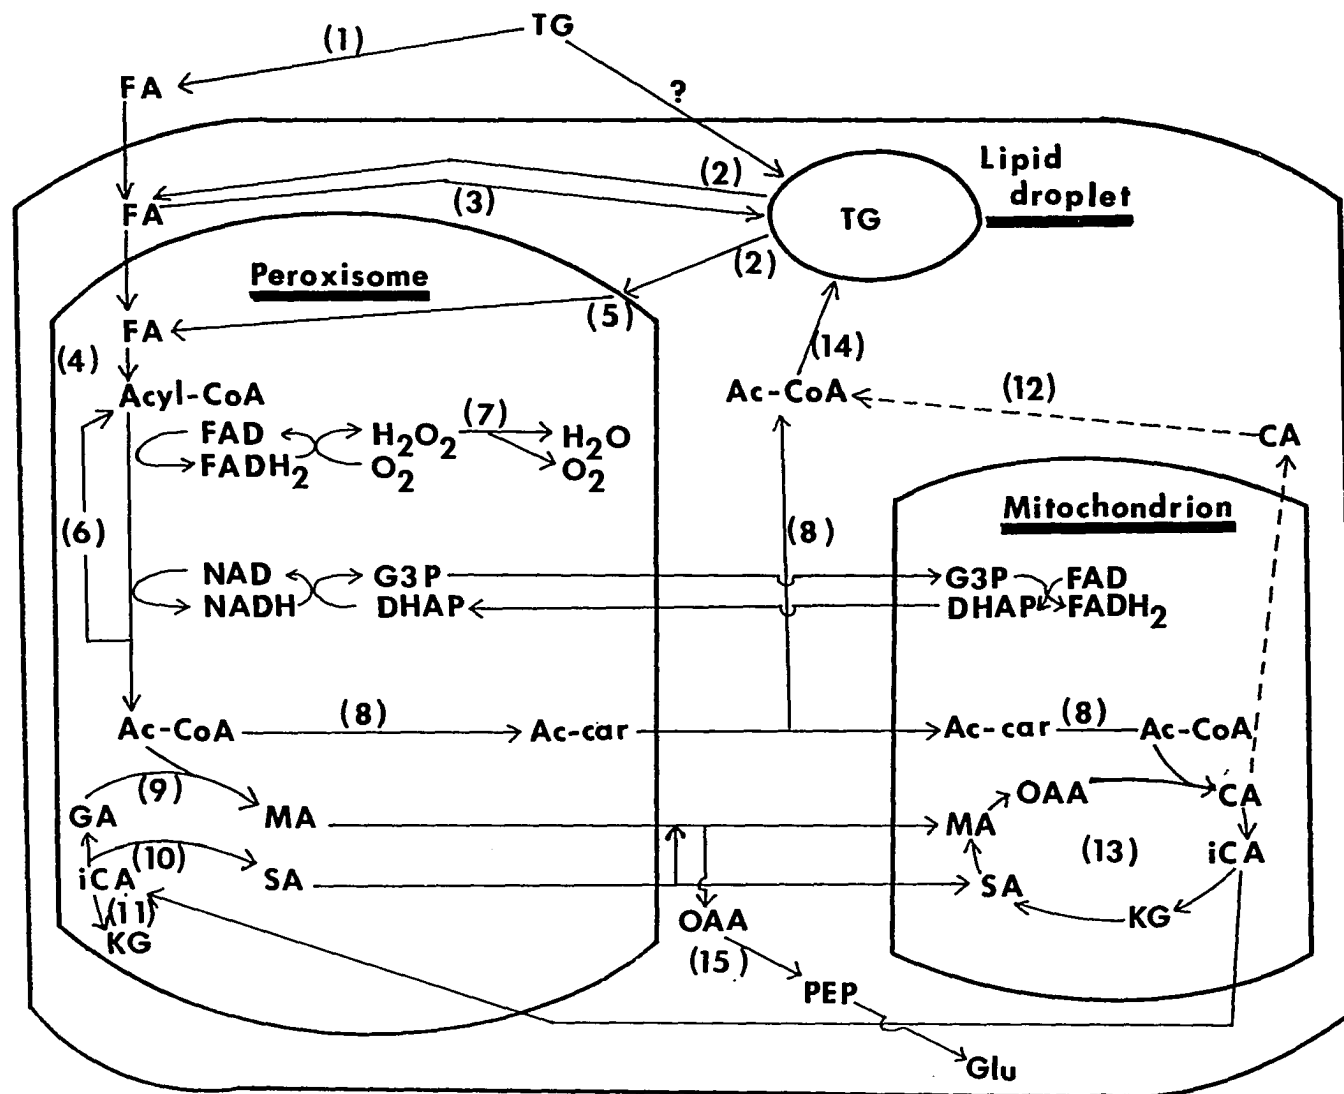 TG
(1)
FA
?
Lipid
droplet
(2)
FA
(3)
TG
(2)
Peroxisome
(5)
FA
(4)
(14)
Acyl-CoA
Ac-CoA
(12)
FAD
H2O2
(7)
H2O
CA
FADH2
O2
O2
Mitochondrion
(6)
(8)
NAD
G3P
G3P
FAD
NADH
DHAP
DHAP
FADH2
Ac-CoA
(8)
Ac-car
Ac-car
(8)
Ac-CoA
(9)
OAA
CA
GA
MA
MA
(10)
(13)
iCA
iCA
SA
SA
(11)
KG
KG
OAA
(15)
PEP
Glu